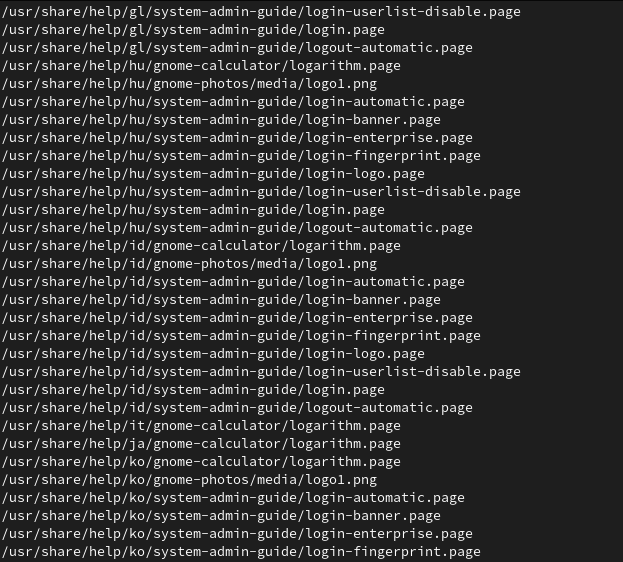 /usr/share/help/gl/system-admin-guide/login-userlist-disable.page
/usr/share/help/gl/system-admin-guide/login.page
/usr/share/help/gl/system-admin-guide/logout-automatic.page
/usr/share/help/hu/gnome-calculator/logarithm.page
/usr/share/help/hu/gnome-photos/media/logo1.png
/usr/share/help/hu/system-admin-guide/login-automatic.page
/usr/share/help/hu/system-admin-guide/login-banner.page
/usr/share/help/hu/system-admin-guide/login-enterprise.page
/usr/share/help/hu/system-admin-guide/login-fingerprint.page
/usr/share/help/hu/system-admin-guide/login-logo.page
/usr/share/help/hu/system-admin-guide/login-userlist-disable.page
/usr/share/help/hu/system-admin-guide/login.page
/usr/share/help/hu/system-admin-guide/logout-automatic.page
/usr/share/help/id/gnome-calculator/logarithm.page
/usr/share/help/id/gnome-photos/media/logo1.png
/usr/share/help/id/system-admin-guide/login-automatic.page
/usr/share/help/id/system-admin-guide/login-banner.page
/usr/share/help/id/system-admin-guide/login-enterprise.page
/usr/share/help/id/system-admin-guide/login-fingerprint.page
/usr/share/help/id/system-admin-guide/login-logo.page
/usr/share/help/id/system-admin-guide/login-userlist-disable.page
/usr/share/help/id/system-admin-guide/login.page
/usr/share/help/id/system-admin-guide/logout-automatic.page
/usr/share/help/it/gnome-calculator/logarithm.page
/usr/share/help/ja/gnome-calculator/logarithm.page
/usr/share/help/ko/gnome-calculator/logarithm.page
/usr/share/help/ko/gnome-photos/media/logo1.png
/usr/share/help/ko/system-admin-guide/login-automatic.page
/usr/share/help/ko/system-admin-guide/login-banner.page
/usr/share/help/ko/system-admin-guide/login-enterprise.page
/usr/share/help/ko/system-admin-guide/login-fingerprint.page